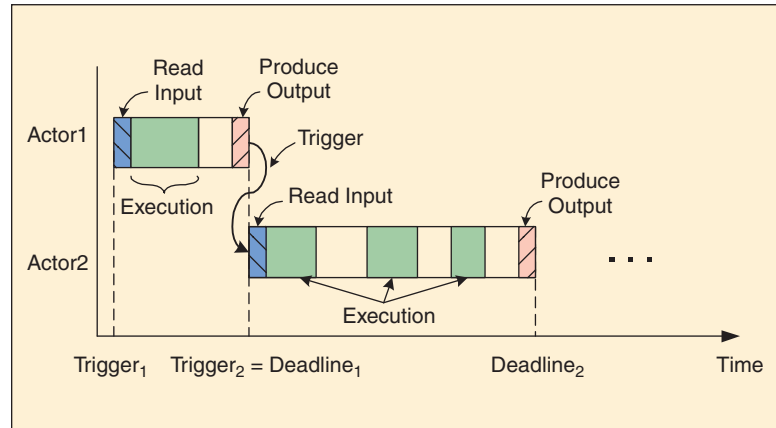 Read
Input
Produce
Output
Actor1
Trigger
Execution
Read Input
Produce
Output
Actor2
. . .
Execution
Trigger₁
Trigger₂ = Deadline₁
Deadline₂
Time